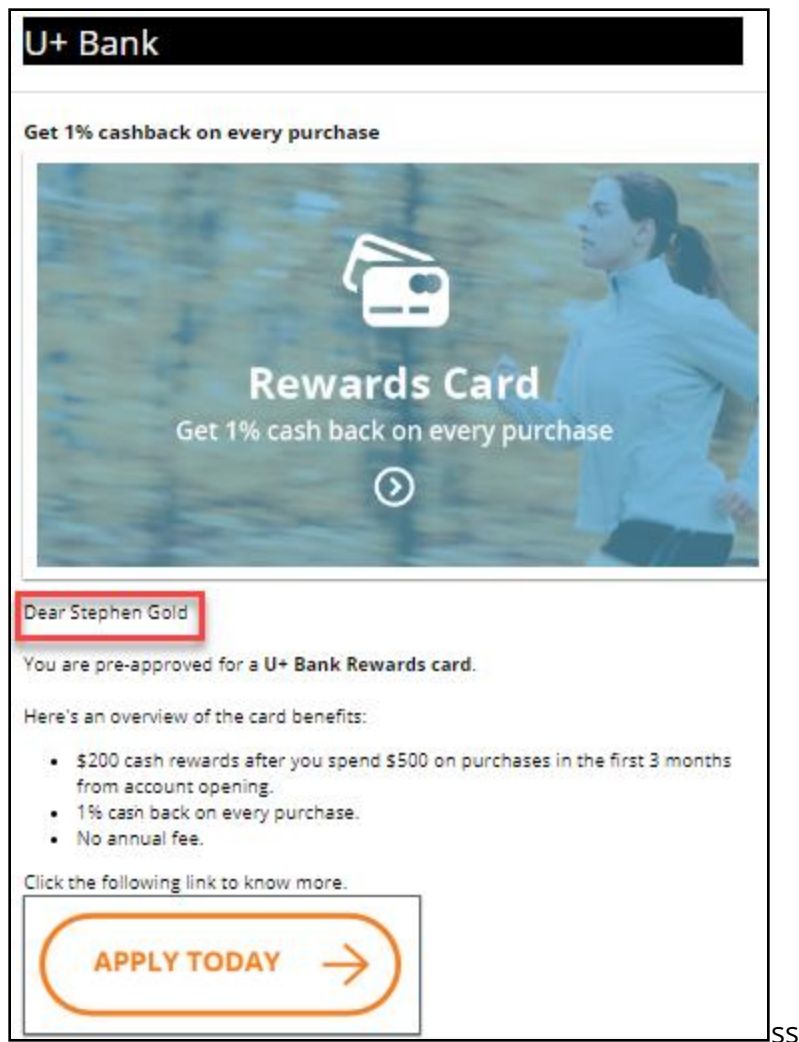 U+ Bank
Get 1% cashback on every purchase
Rewards Card
Get 1% cash back on every purchase
Dear Stephen Gold
You are pre-approved for a U+ Bank Rewards card.
Here's an overview of the card benefits:
• $200 cash rewards after you spend $500 on purchases in the first 3 months
from account opening.
• 1% cash back on every purchase.
• No annual fee.
Click the following link to know more.
APPLY TODAY
ss